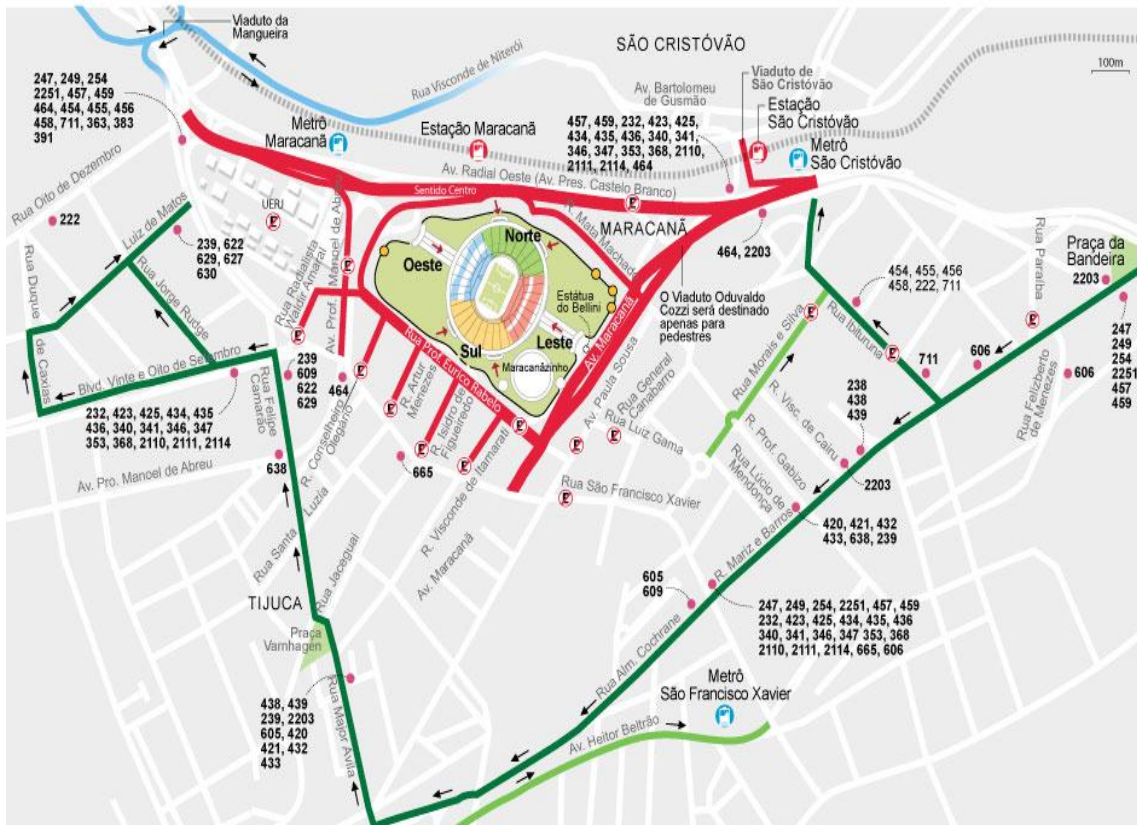 Viaduto da
Mangueira
SÃO CRISTÓVÃO
100m
Rua Visconde de Niterói
Viaduto de
São Cristóvão
Av. Bartolomeu
de Gusmão
Estação
São Cristóvão
Metrô
São Cristóvão
247, 249, 254
2251, 457, 459
464, 454, 455, 456
458, 711, 363, 383
391
Metrô
Maracanã
Estação Maracanã
457, 459, 232, 423, 425,
434, 435, 436, 340, 341,
346, 347, 353, 368, 2110,
2111, 2114, 464
Av. Radial Oeste (Av. Pres. Castelo Branco)
Sentido Centro
Rua Oito de Dezembro
222
Luiz de Matos
UERJ
239, 622
629, 627
630
Rua Duque
de Caxias
Rua Jorge Rudge
Rua Radialista
Waldir Amaral
Av. Prof. Manoel de Abreu
MARACANÃ
R. Mata Machado
Norte
Oeste
Sul
Leste
Estátua
do Bellini
Maracanãzinho
464, 2203
O Viaduto Oduvaldo
Cozzi será destinado
apenas para
pedestres
Av. Maracanã
Rua Paraíba
Praça da
Bandeira
2203
454, 455, 456
458, 222, 711
Rua Ibituruna
711
606
606
247
249
254
2251
457
459
Rua Felizberto
de Menezes
Rua Morais e Silva
238
438
439
R. Visc. de Cairu
2203
R. Prof. Gabizo
Rua Lúcio de
Mendonça
420, 421, 432
433, 638, 239
Blvd. Vinte e Oito de Setembro
232, 423, 425, 434, 435
436, 340, 341, 346, 347
353, 368, 2110, 2111, 2114
Rua Felipe
Camarão
239
609
622
629
464
R. Conselheiro
Olegário
Rua Prof. Eurico Rabelo
R. Artur
Menezes
R. Isidro de
Figueiredo
665
R. Visconde de Itamarati
Av. Paula Sousa
Rua General
Canabarro
Rua Luiz Gama
Rua São Francisco Xavier
Av. Pro. Manoel de Abreu
638
Rua Santa
Luzía
Rua Jaceguai
Av. Maracanã
TIJUCA
Praça
Varnhagen
605
609
R. Mariz e Barros
247, 249, 254, 2251, 457, 459
232, 423, 425, 434, 435, 436
340, 341, 346, 347 353, 368
2110, 2111, 2114, 665, 606
Rua Alm. Cochrane
Metrô
São Francisco Xavier
Av. Heitor Beltrão
438, 439
239, 2203
605, 420
421, 432
433
Rua Major Ávila